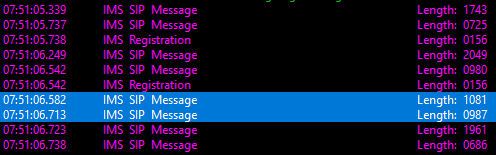 07:51:05.339 IMS SIP Message Length: 1743
07:51:05.737 IMS SIP Message Length: 0725
07:51:05.738 IMS Registration Length: 0156
07:51:06.249 IMS SIP Message Length: 2049
07:51:06.542 IMS SIP Message Length: 0980
07:51:06.542 IMS Registration Length: 0156
07:51:06.582 IMS SIP Message Length: 1081
07:51:06.713 IMS SIP Message Length: 0987
07:51:06.723 IMS SIP Message Length: 1961
07:51:06.738 IMS SIP Message Length: 0686